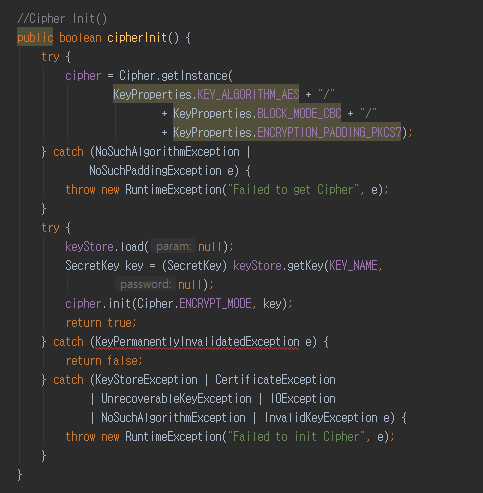 //Cipher Init()
public boolean cipherInit() {
    try {
        cipher = Cipher.getInstance(
                KeyProperties.KEY_ALGORITHM_AES + "/"
                        + KeyProperties.BLOCK_MODE_CBC + "/"
                        + KeyProperties.ENCRYPTION_PADDING_PKCS7);
    } catch (NoSuchAlgorithmException |
            NoSuchPaddingException e) {
        throw new RuntimeException("Failed to get Cipher", e);
    }
    try {
        keyStore.load( param: null);
        SecretKey key = (SecretKey) keyStore.getKey(KEY_NAME,
                password: null);
        cipher.init(Cipher.ENCRYPT_MODE, key);
        return true;
    } catch (KeyPermanentlyInvalidatedException e) {
        return false;
    } catch (KeyStoreException | CertificateException
            | UnrecoverableKeyException | IOException
            | NoSuchAlgorithmException | InvalidKeyException e) {
        throw new RuntimeException("Failed to init Cipher", e);
    }
}